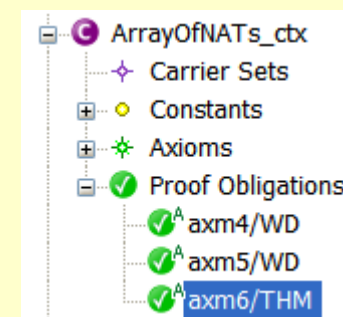 C ArrayOfNATs_ctx
Carrier Sets
Constants
Axioms
Proof Obligations
A axm4/WD
A axm5/WD
A axm6/THM